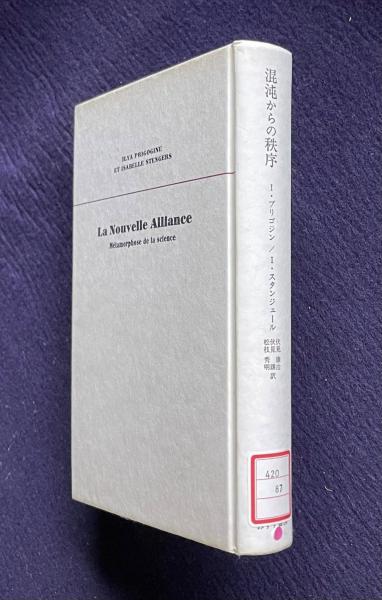 ILYA PRIGOGINE
ET ISABELLE STENGERS
La Nouvelle Alliance
Métamorphose de la science
混沌からの秩序
I・プリゴジン／I・スタンジェール
伏見康治
伏見譲
松枝秀明
訳
420
87